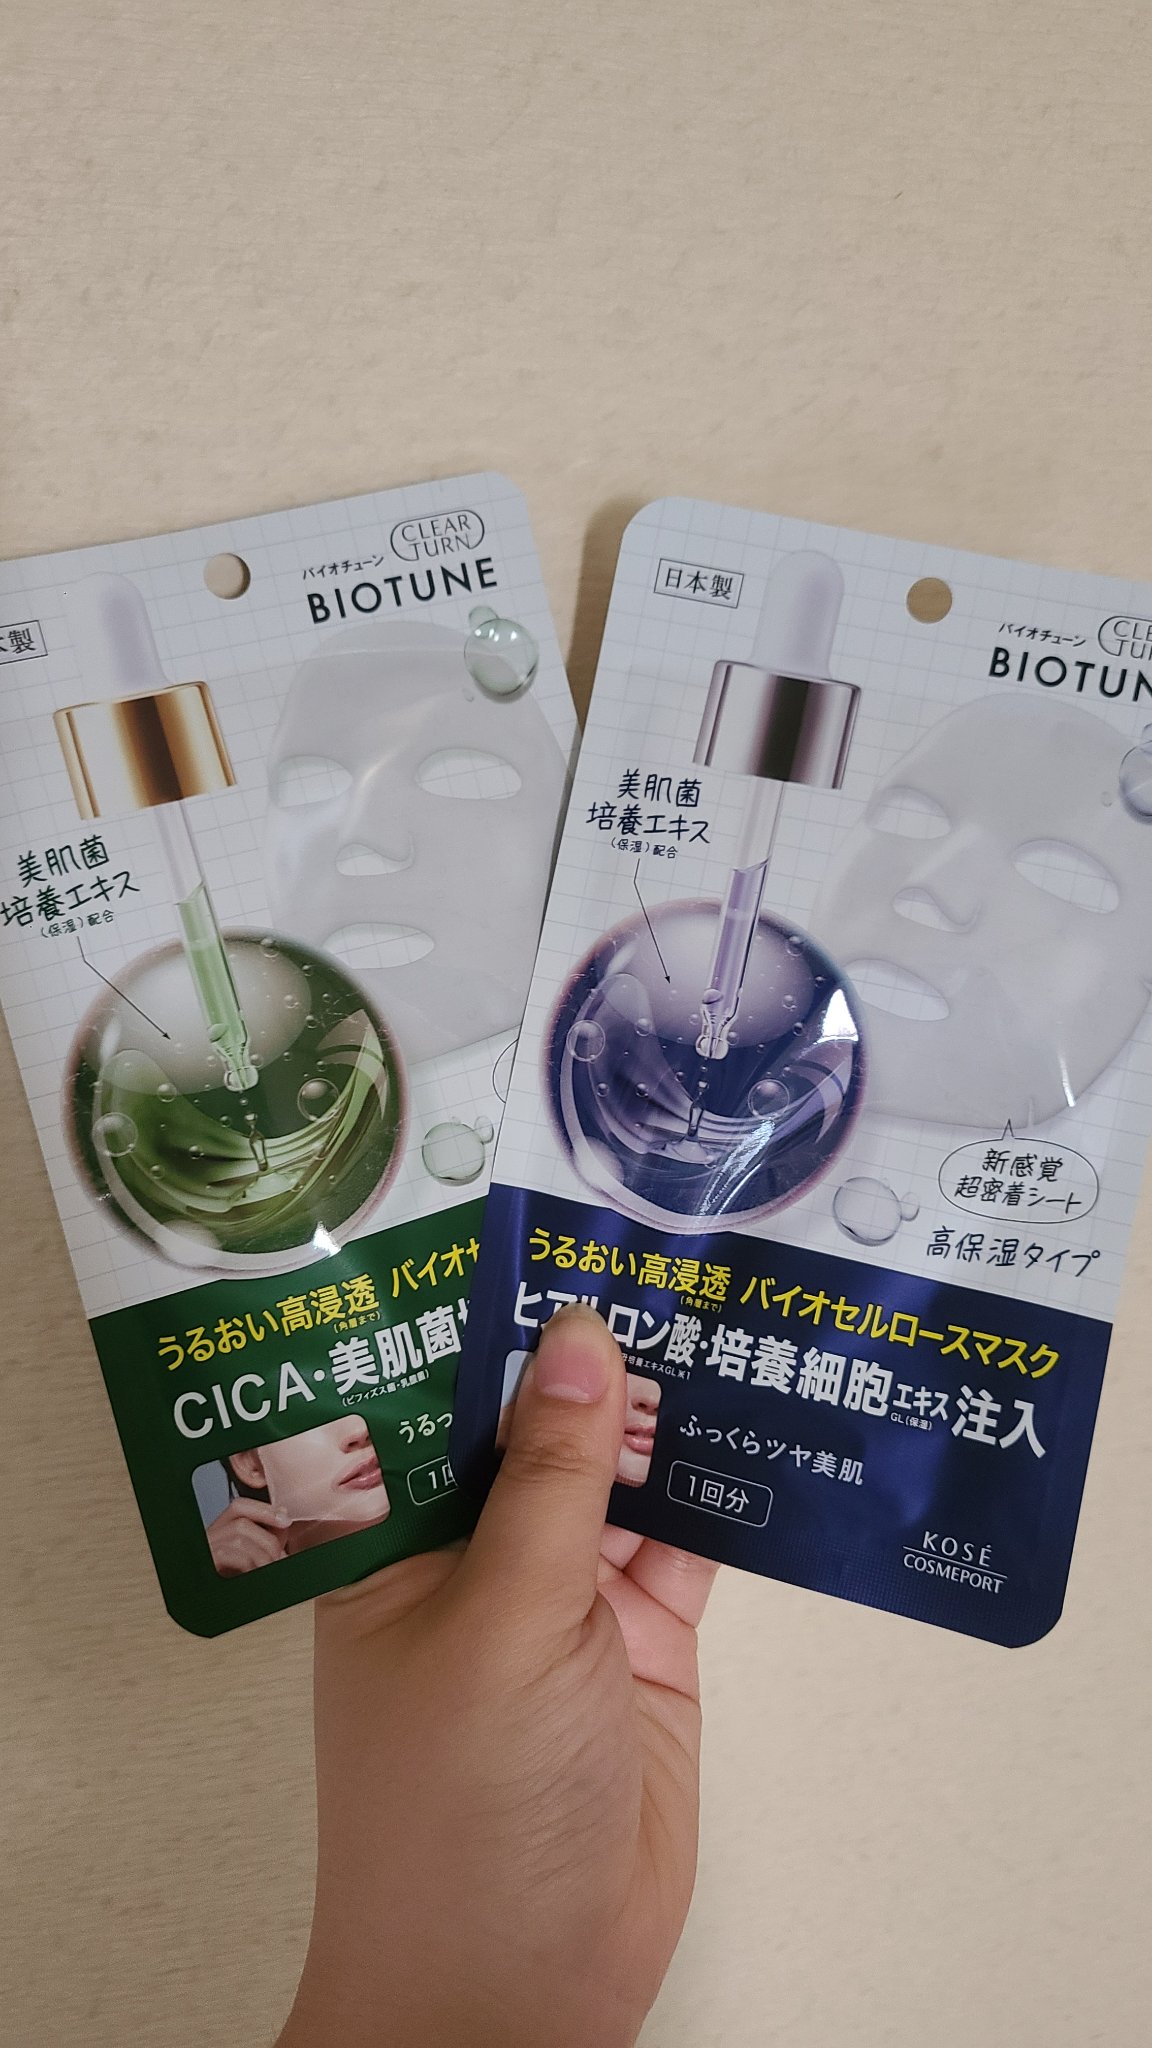 CLEAR
TURN
バイオチューン
BIOTUNE
本製
美肌菌
培養エキス
(保湿)配合
うるおい高浸透 バイオセ
(角層まで)
CICA・美肌菌
(ビフィズス菌・乳酸菌)
うるっ
日本製
CLE
TU
バイオチューン
BIOTUN
美肌菌
培養エキス
(保湿)配合
新感覚
超密着シート
高保湿タイプ
うるおい高浸透 バイオセルロースマスク
(角層まで)
ヒアルロン酸・培養細胞エキス注入
GL(保湿)
ふっくらツヤ美肌
1回分
KOSÉ
COSMEPORT